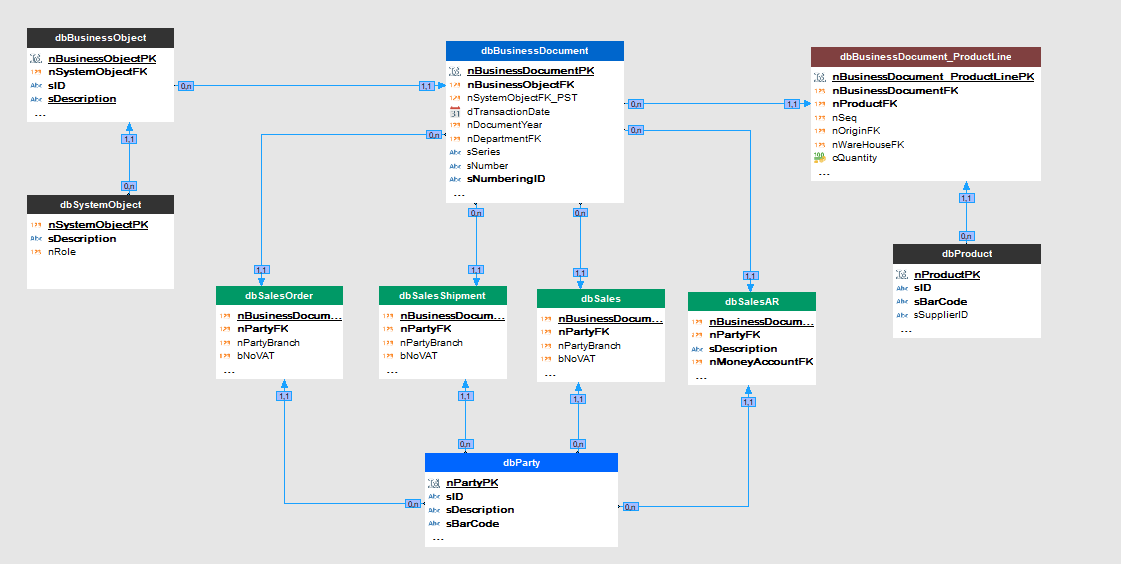 dbBusinessObject
nBusinessObjectPK
nSystemObjectFK
sID
sDescription
...
0,n
1,1
dbBusinessDocument
nBusinessDocumentPK
nBusinessObjectFK
nSystemObjectFK_PST
dTransactionDate
nDocumentYear
nDepartmentFK
sSeries
sNumber
sNumberingID
...
0,n
1,1
dbBusinessDocument_ProductLine
nBusinessDocument_ProductLinePK
nBusinessDocumentFK
nProductFK
nSeq
nOriginFK
nWareHouseFK
cQuantity
...
1,1
0,n
dbSystemObject
nSystemObjectPK
sDescription
nRole
1,1
0,n
dbProduct
nProductPK
sID
sBarCode
sSupplierID
...
0,n
0,n
0,n
0,n
1,1
1,1
1,1
1,1
dbSalesOrder
nBusinessDocum...
nPartyFK
nPartyBranch
bNoVAT
...
dbSalesShipment
nBusinessDocum...
nPartyFK
nPartyBranch
bNoVAT
...
dbSales
nBusinessDocum...
nPartyFK
nPartyBranch
bNoVAT
...
dbSalesAR
nBusinessDocum...
nPartyFK
sDescription
nMoneyAccountFK
...
1,1
1,1
1,1
1,1
0,n
0,n
dbParty
nPartyPK
sID
sDescription
sBarCode
...
0,n
0,n